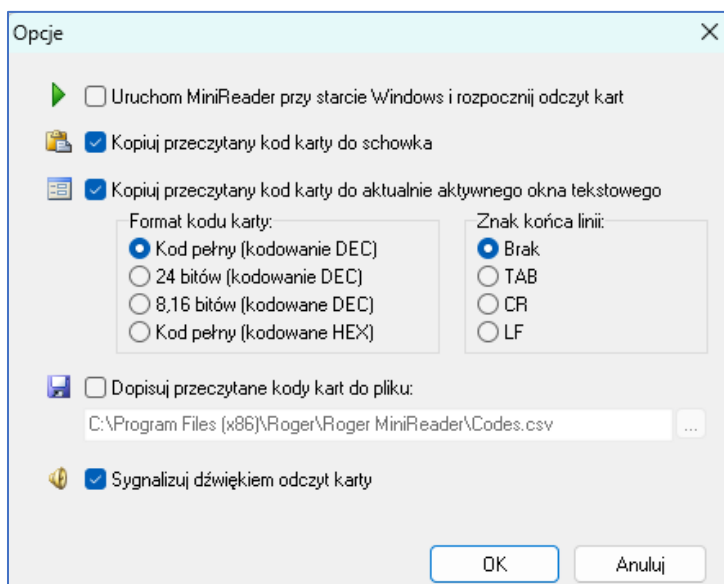 Opcje
Uruchom MiniReader przy starcie Windows i rozpocznij odczyt kart
Kopiuj przeczytany kod karty do schowka
Kopiuj przeczytany kod karty do aktualnie aktywnego okna tekstowego
Format kodu karty:
Kod pełny (kodowanie DEC)
24 bitów (kodowanie DEC)
8,16 bitów (kodowane DEC)
Kod pełny (kodowane HEX)
Znak końca linii:
Brak
TAB
CR
LF
Dopisuj przeczytane kody kart do pliku:
C:\Program Files (x86)\Roger\Roger MiniReader\Codes.csv
...
Sygnalizuj dźwiękiem odczyt karty
OK
Anuluj